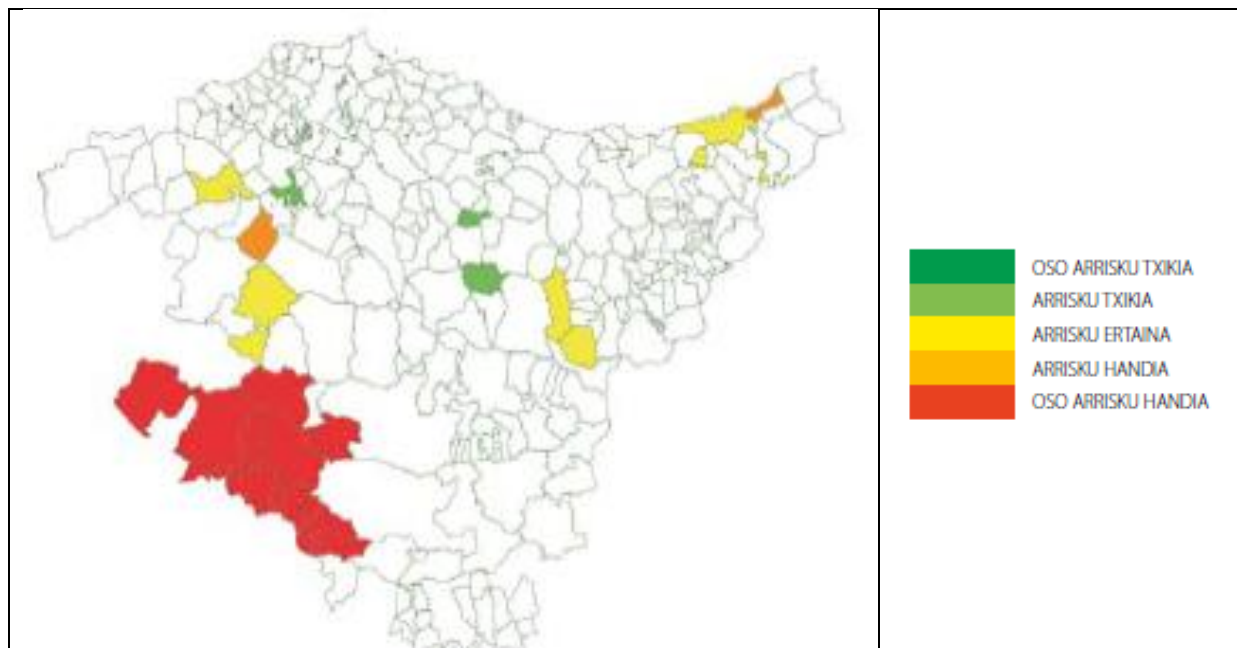 OSO ARRISKU TXIKIA
ARRISKU TXIKIA
ARRISKU ERTAINA
ARRISKU HANDIA
OSO ARRISKU HANDIA